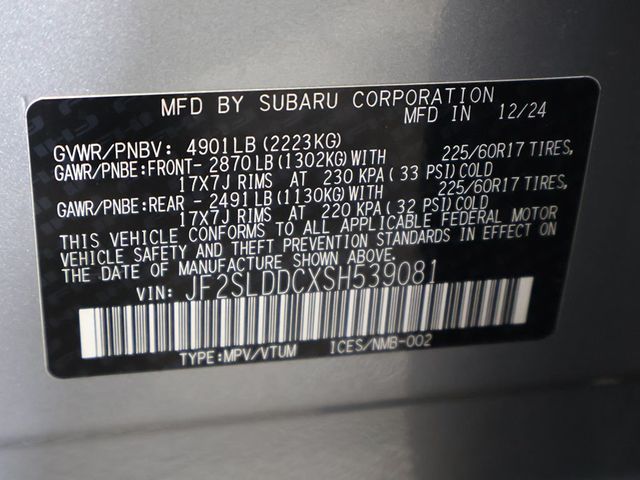 MFD BY SUBARU CORPORATION
MFD IN 12/24
GVWR/PNBV: 4901LB(2223KG)
GAWR/PNBE:FRONT- 2870LB(1302KG)WITH 225/60R17 TIRES,
17X7J RIMS AT 230 KPA( 33 PSI)COLD
GAWR/PNBE:REAR - 2491LB(1130KG)WITH 225/60R17 TIRES,
17X7J RIMS AT 220 KPA( 32 PSI)COLD
THIS VEHICLE CONFORMS TO ALL APPLICABLE FEDERAL MOTOR
VEHICLE SAFETY AND THEFT PREVENTION STANDARDS IN EFFECT ON
THE DATE OF MANUFACTURE SHOWN ABOVE.
VIN: JF2SLDDCXSH539081
TYPE:MPV/VTUM ICES/NMB-002